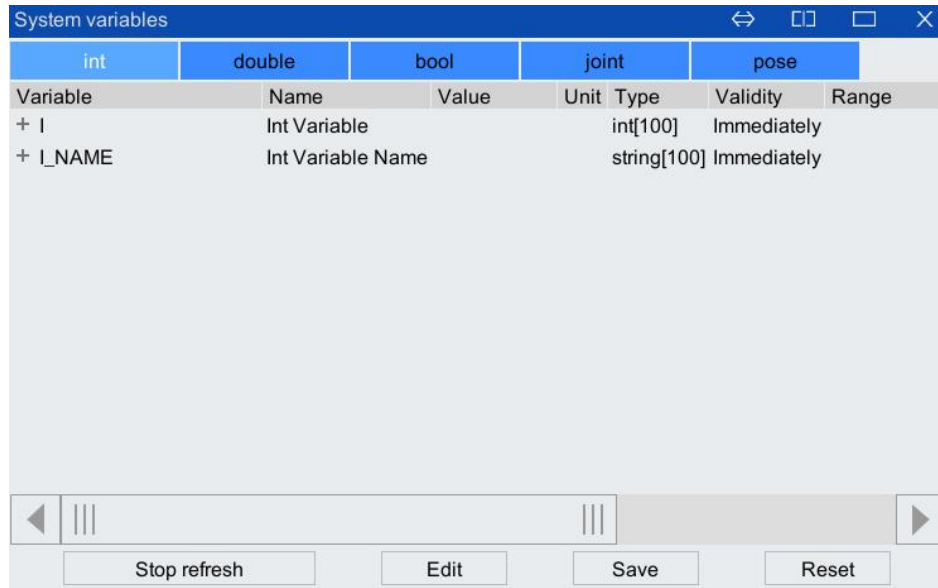 System variables
int double bool joint pose
Variable Name Value Unit Type Validity Range
+ I Int Variable int[100] Immediately
+ I_NAME Int Variable Name string[100] Immediately
Stop refresh Edit Save Reset